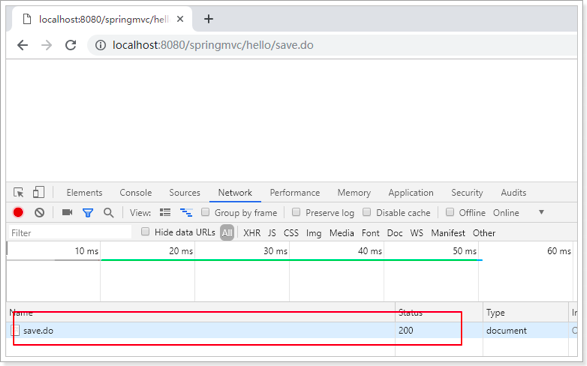 localhost:8080/springmvc/hell
localhost:8080/springmvc/hello/save.do
Elements Console Sources Network Performance Memory Application Security Audits
View: Group by frame Preserve log Disable cache Offline Online
Filter Hide data URLs All XHR JS CSS Img Media Font Doc WS Manifest Other
10 ms 20 ms 30 ms 40 ms 50 ms 60 ms
Name Status Type
save.do 200 document